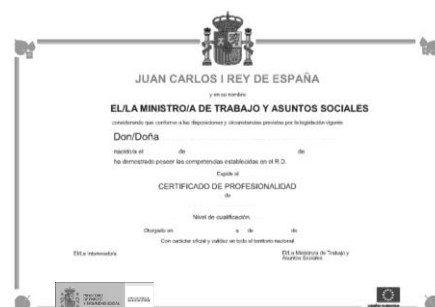 JUAN CARLOS I REY DE ESPAÑA
y en su nombre
EL/LA MINISTRO/A DE TRABAJO Y ASUNTOS SOCIALES
considerando que conforme a las disposiciones y circunstancias previstas por la legislación vigente
Don/Doña
nacido/a el de de
ha demostrado poseer las competencias establecidas en el R.D.
Expide el
CERTIFICADO DE PROFESIONALIDAD
de
Nivel de cualificación
Otorgado en a de de
Con carácter oficial y validez en todo el territorio nacional
El/La Interesado/a
El/La Ministro/a de Trabajo y
Asuntos Sociales
UNIÓN EUROPEA